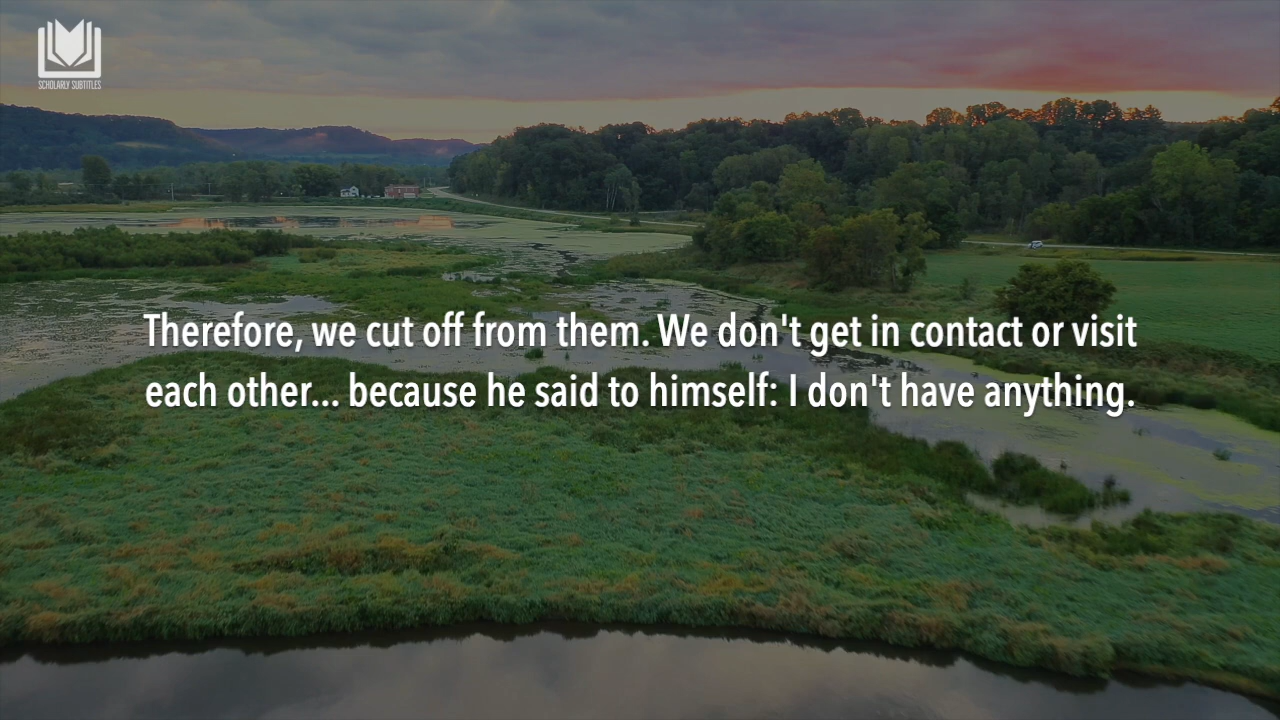 SCHOLARLY SUBTITLES
Therefore, we cut off from them. We don't get in contact or visit
each other... because he said to himself: I don't have anything.